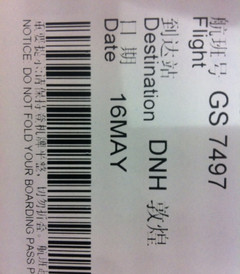 航班号
Flight GS 7497
到达站
Destination DNH 敦煌
日期
Date 16MAY
NOTICE DO NOT FOLD YOUR BOARDING PASS